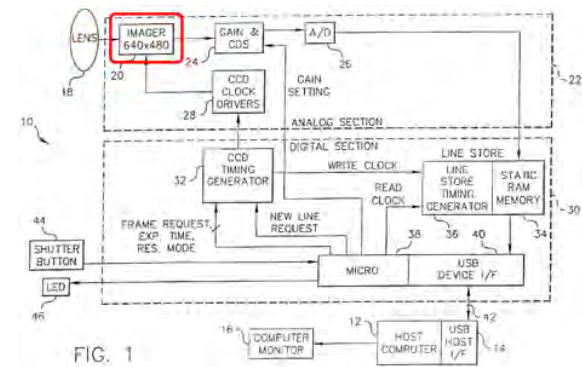 LENS
18
IMAGER
640x480
20
GAIN &
CDS
24
A/D
26
22
CCD
CLOCK
DRIVERS
28
GAIN
SETTING
ANALOG SECTION
10
DIGITAL SECTION
CCD
TIMING
GENERATOR
32
WRITE CLOCK
READ
CLOCK
LINE STORE
LINE
STORE
TIMING
GENERATOR
36
STATIC
RAM
MEMORY
34
30
FRAME REQUEST,
EXP. TIME,
RES. MODE
NEW LINE
REQUEST
44
SHUTTER
BUTTON
LED
46
38
MICRO
40
USB
DEVICE I/F
42
16
COMPUTER
MONITOR
12
HOST
COMPUTER
USB
HOST
I/F
14
FIG. 1